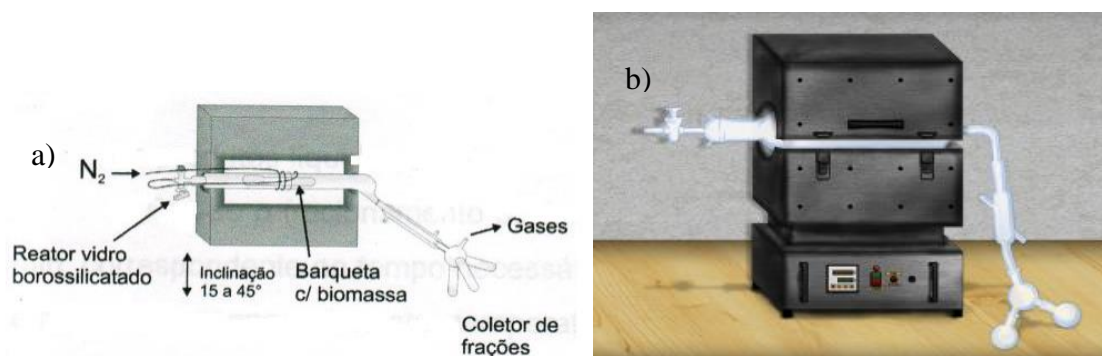 a)
N₂
Reator vidro
borossilicatado
Inclinação
15 a 45°
Barqueta
c/ biomassa
Gases
Coletor de
frações
b)